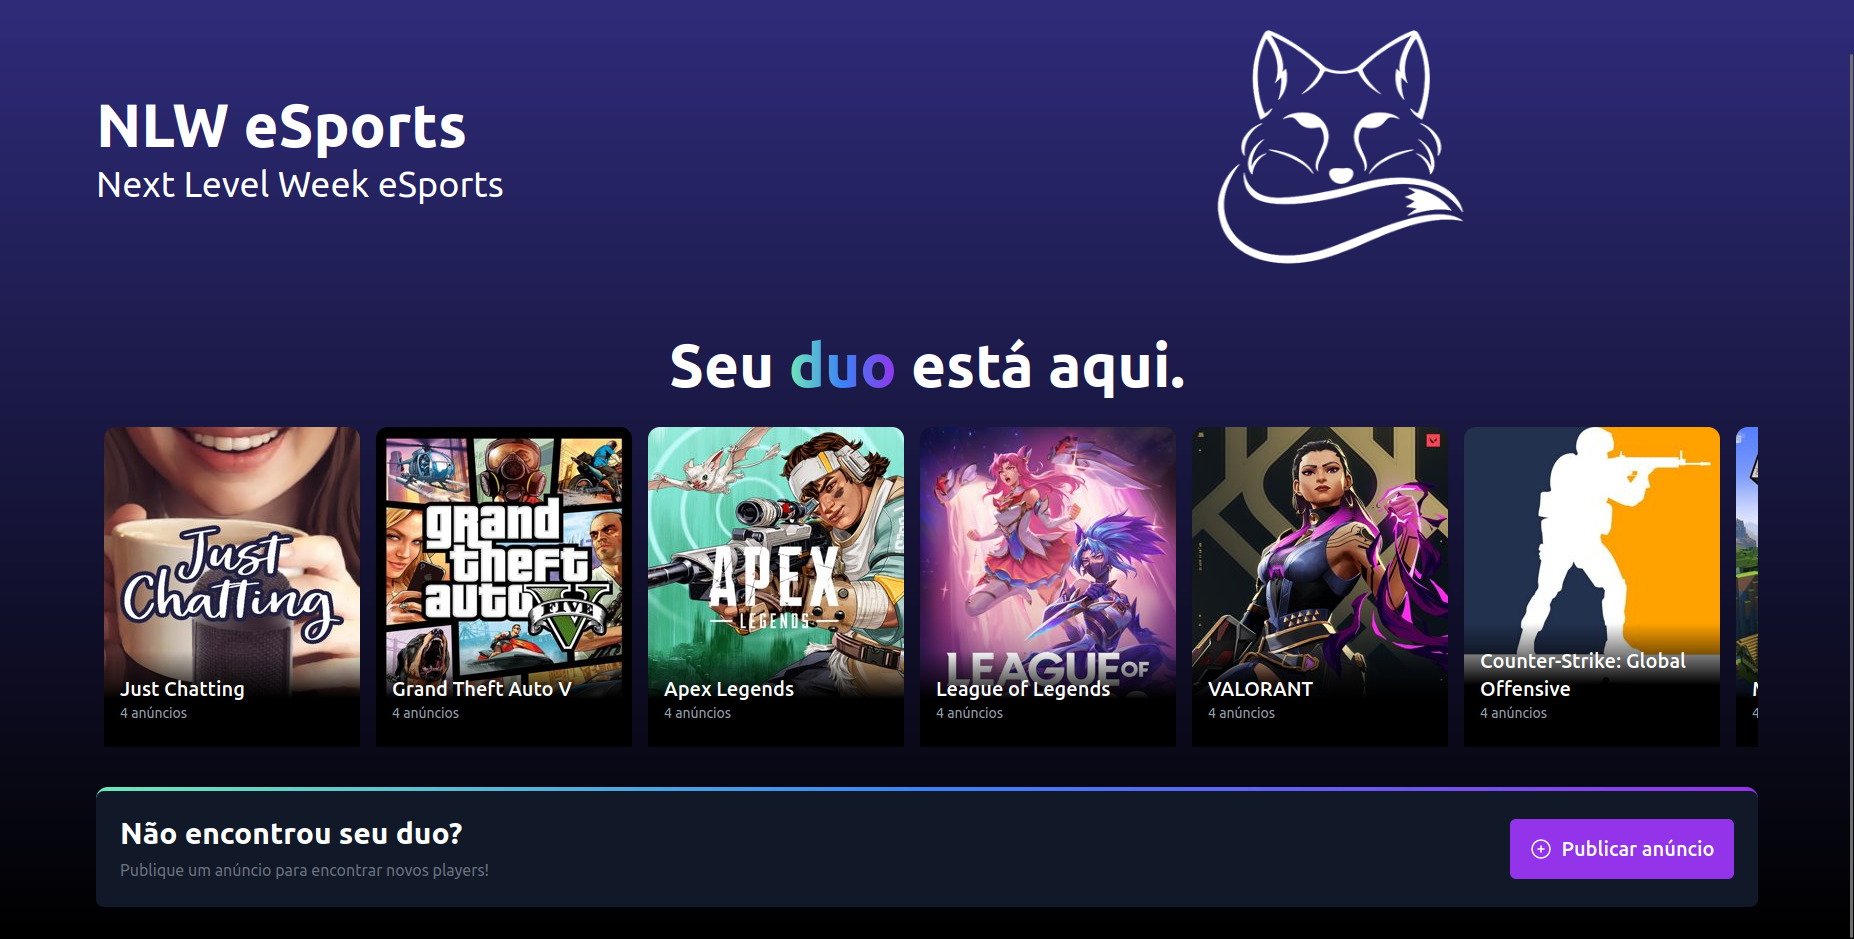 NLW eSports
Next Level Week eSports
Seu duo está aqui.
Just
Chatting
Just Chatting
4 anúncios
grand
theft
auto
FIVE
Grand Theft Auto V
4 anúncios
APEX
LEGENDS
Apex Legends
4 anúncios
LEAGUE OF
League of Legends
4 anúncios
VALORANT
4 anúncios
Counter-Strike: Global
Offensive
4 anúncios
4
Não encontrou seu duo?
Publique um anúncio para encontrar novos players!
Publicar anúncio